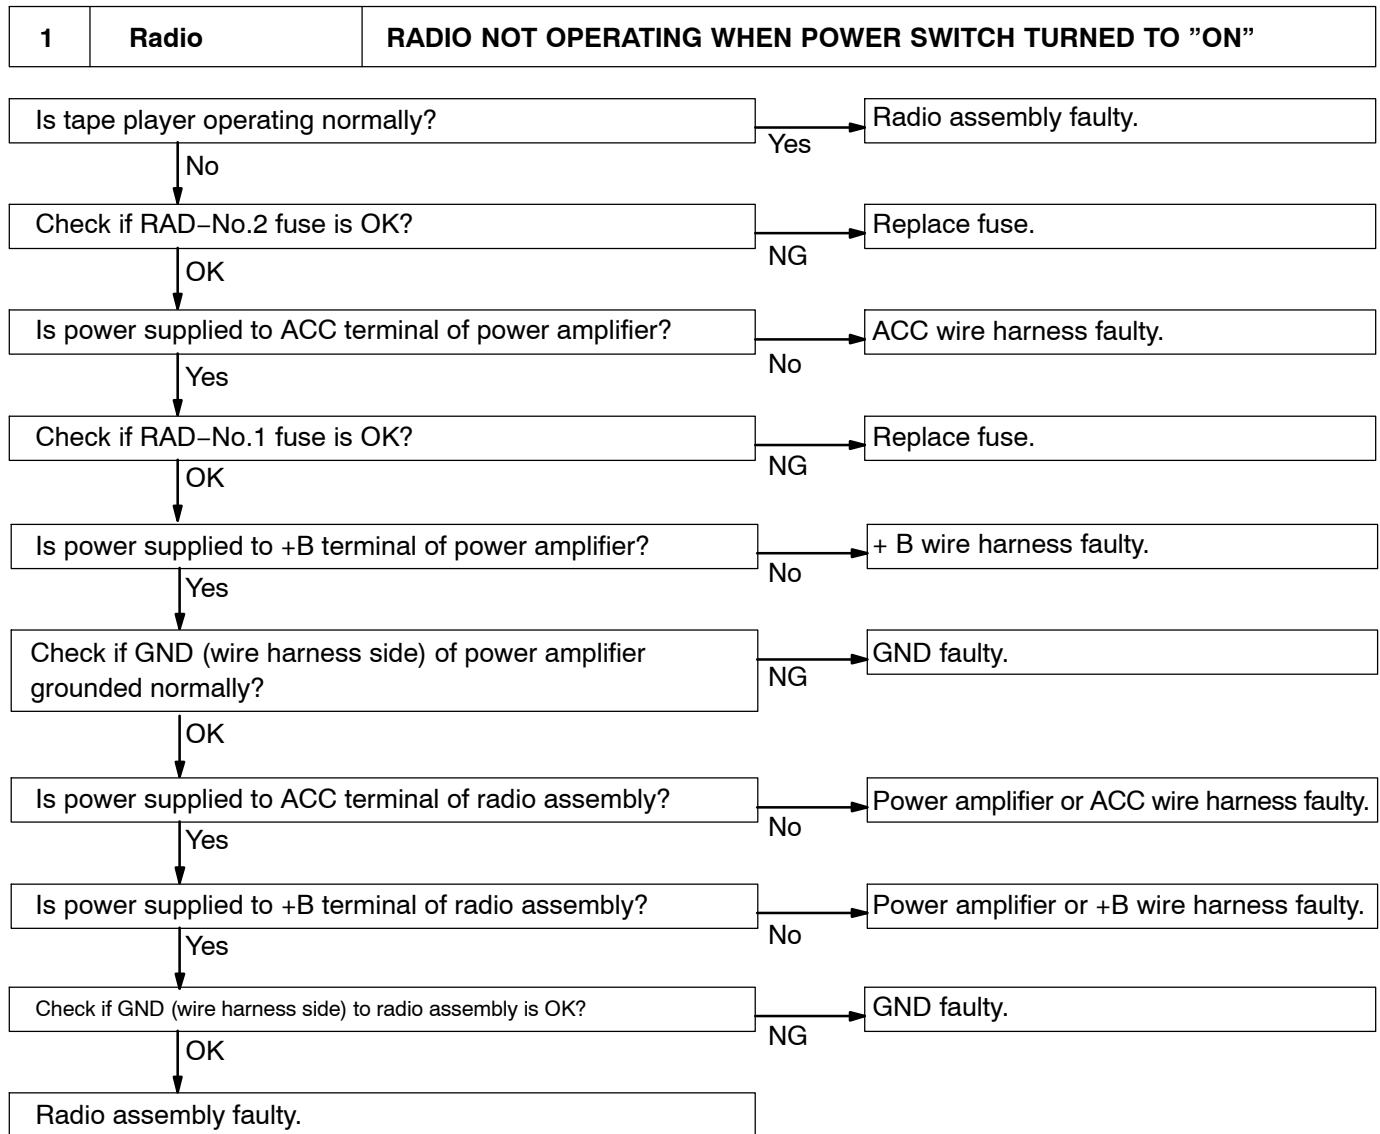 1 Radio RADIO NOT OPERATING WHEN POWER SWITCH TURNED TO ”ON”
Is tape player operating normally?
Yes
Radio assembly faulty.
No
Check if RAD−No.2 fuse is OK?
NG
Replace fuse.
OK
Is power supplied to ACC terminal of power amplifier?
No
ACC wire harness faulty.
Yes
Check if RAD−No.1 fuse is OK?
NG
Replace fuse.
OK
Is power supplied to +B terminal of power amplifier?
No
+ B wire harness faulty.
Yes
Check if GND (wire harness side) of power amplifier
grounded normally?
NG
GND faulty.
OK
Is power supplied to ACC terminal of radio assembly?
No
Power amplifier or ACC wire harness faulty.
Yes
Is power supplied to +B terminal of radio assembly?
No
Power amplifier or +B wire harness faulty.
Yes
Check if GND (wire harness side) to radio assembly is OK?
NG
GND faulty.
OK
Radio assembly faulty.